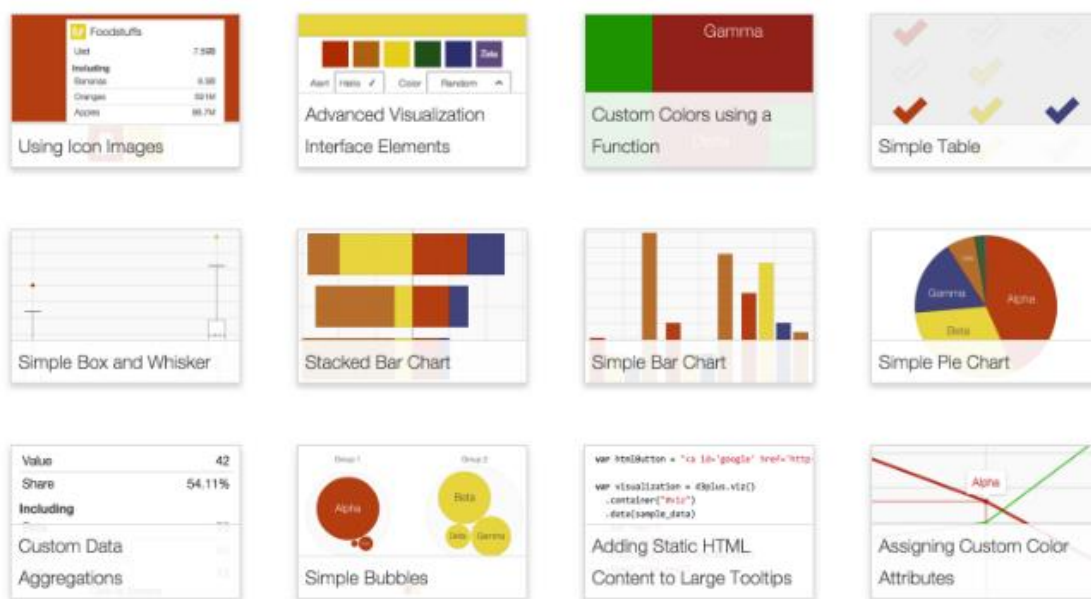 Foodstuffs
Including
Bananas
Oranges
Apples
Using Icon Images
Zeta
Alert Hello ✓ Color Random
Advanced Visualization
Interface Elements
Gamma
Custom Colors using a
Function
Simple Table
Simple Box and Whisker
Stacked Bar Chart
Simple Bar Chart
Gamma
Alpha
Beta
Simple Pie Chart
Value 42
Share 54.11%
Including
Custom Data
Aggregations
Group 1 Group 2
Alpha
Beta
Delta Gamma
Simple Bubbles
var htmlButton = "<a id='google' href='http
var visualization = d3plus.viz()
.container("#viz")
.data(sample_data)
Adding Static HTML
Content to Large Tooltips
Alpha
Assigning Custom Color
Attributes